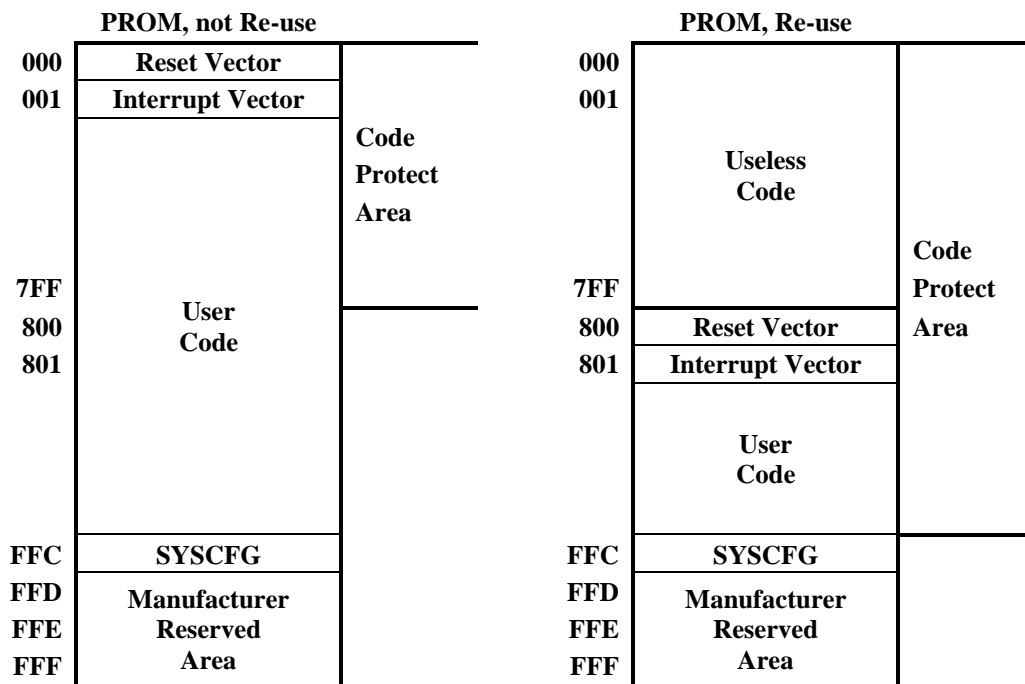 PROM, not Re-use
000
Reset Vector
001
Interrupt Vector
Code
Protect
Area
7FF
800
801
User
Code
FFC
SYSCFG
FFD
FFE
FFF
Manufacturer
Reserved
Area
PROM, Re-use
000
001
Useless
Code
7FF
800
Reset Vector
801
Interrupt Vector
Code
Protect
Area
User
Code
FFC
SYSCFG
FFD
FFE
FFF
Manufacturer
Reserved
Area